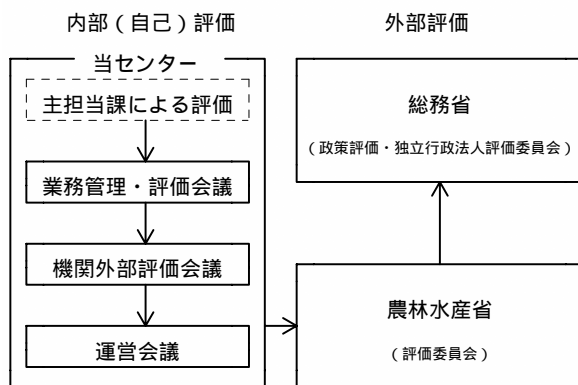 内部（自己）評価
外部評価
当センター
主担当課による評価
業務管理・評価会議
機関外部評価会議
運営会議
総務省
（政策評価・独立行政法人評価委員会）
農林水産省
（評価委員会）